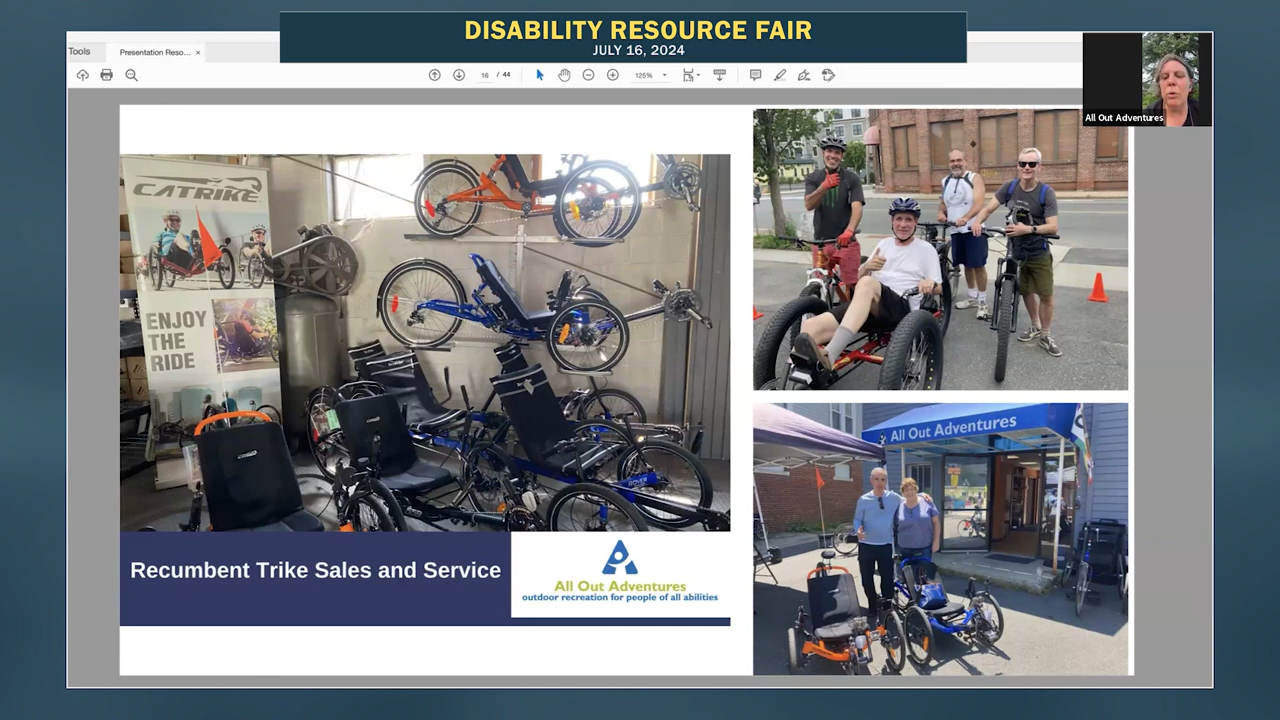 DISABILITY RESOURCE FAIR
JULY 16, 2024
Tools
Presentation Reso... ×
16 / 44
125%
All Out Adventures
CATRIKE
ENJOY
THE
RIDE
Recumbent Trike Sales and Service
All Out Adventures
outdoor recreation for people of all abilities
All Out Adventures